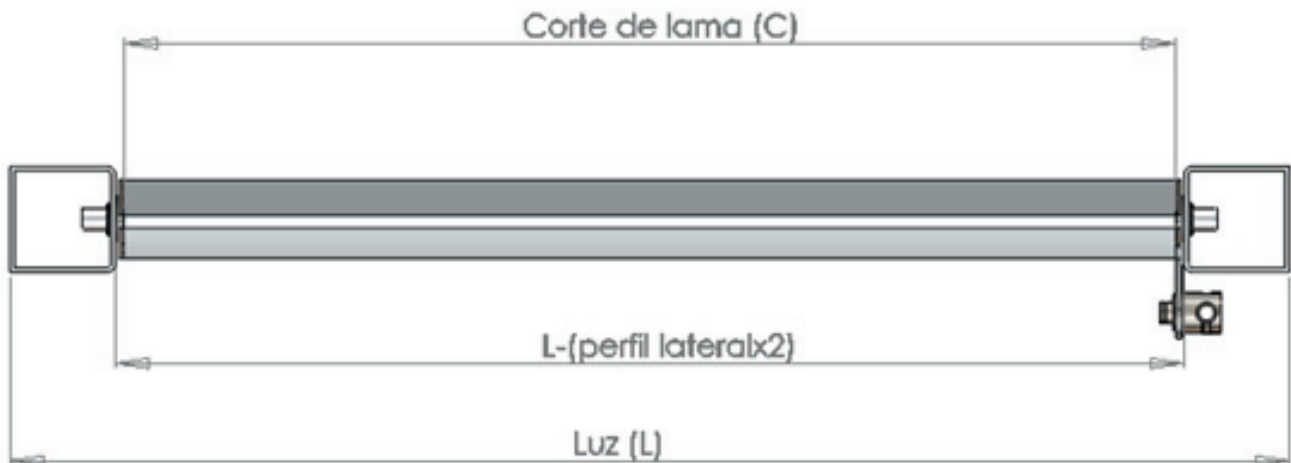 Corte de lama (C)
L-(perfil lateralx2)
Luz (L)